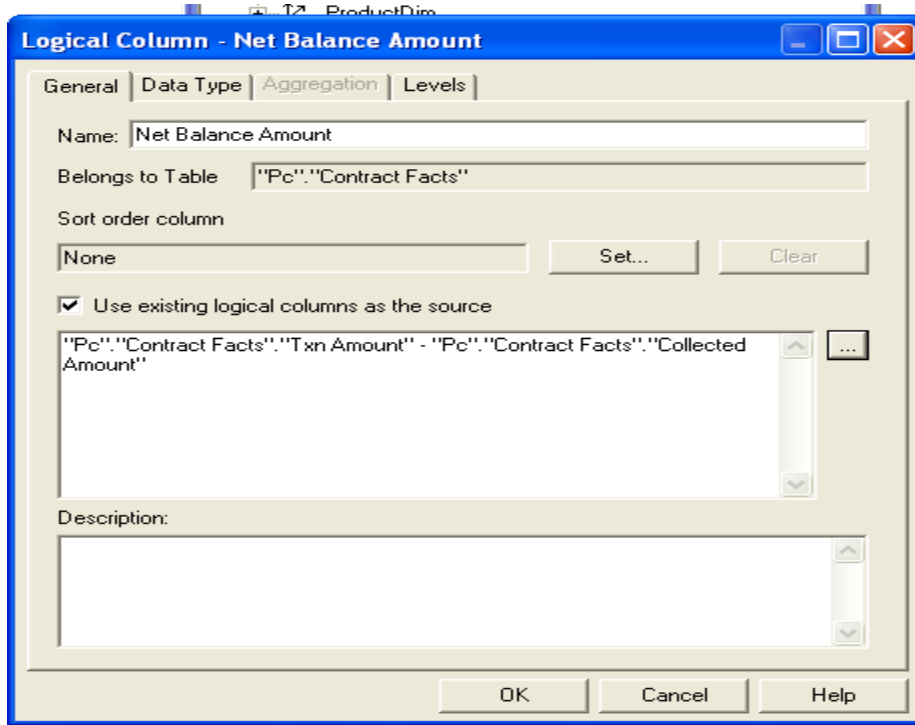 ProductDim
Logical Column - Net Balance Amount
General Data Type Aggregation Levels
Name: Net Balance Amount
Belongs to Table "Pc"."Contract Facts"
Sort order column
None Set... Clear
Use existing logical columns as the source
"Pc"."Contract Facts"."Txn Amount" - "Pc"."Contract Facts"."Collected
Amount"
...
Description:
OK Cancel Help